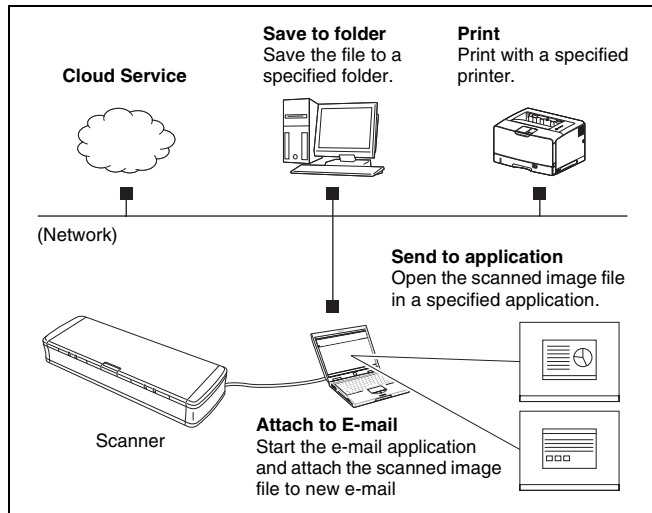 Cloud Service
Save to folder
Save the file to a
specified folder.
Print
Print with a specified
printer.
(Network)
Send to application
Open the scanned image file
in a specified application.
Scanner
Attach to E-mail
Start the e-mail application
and attach the scanned image
file to new e-mail